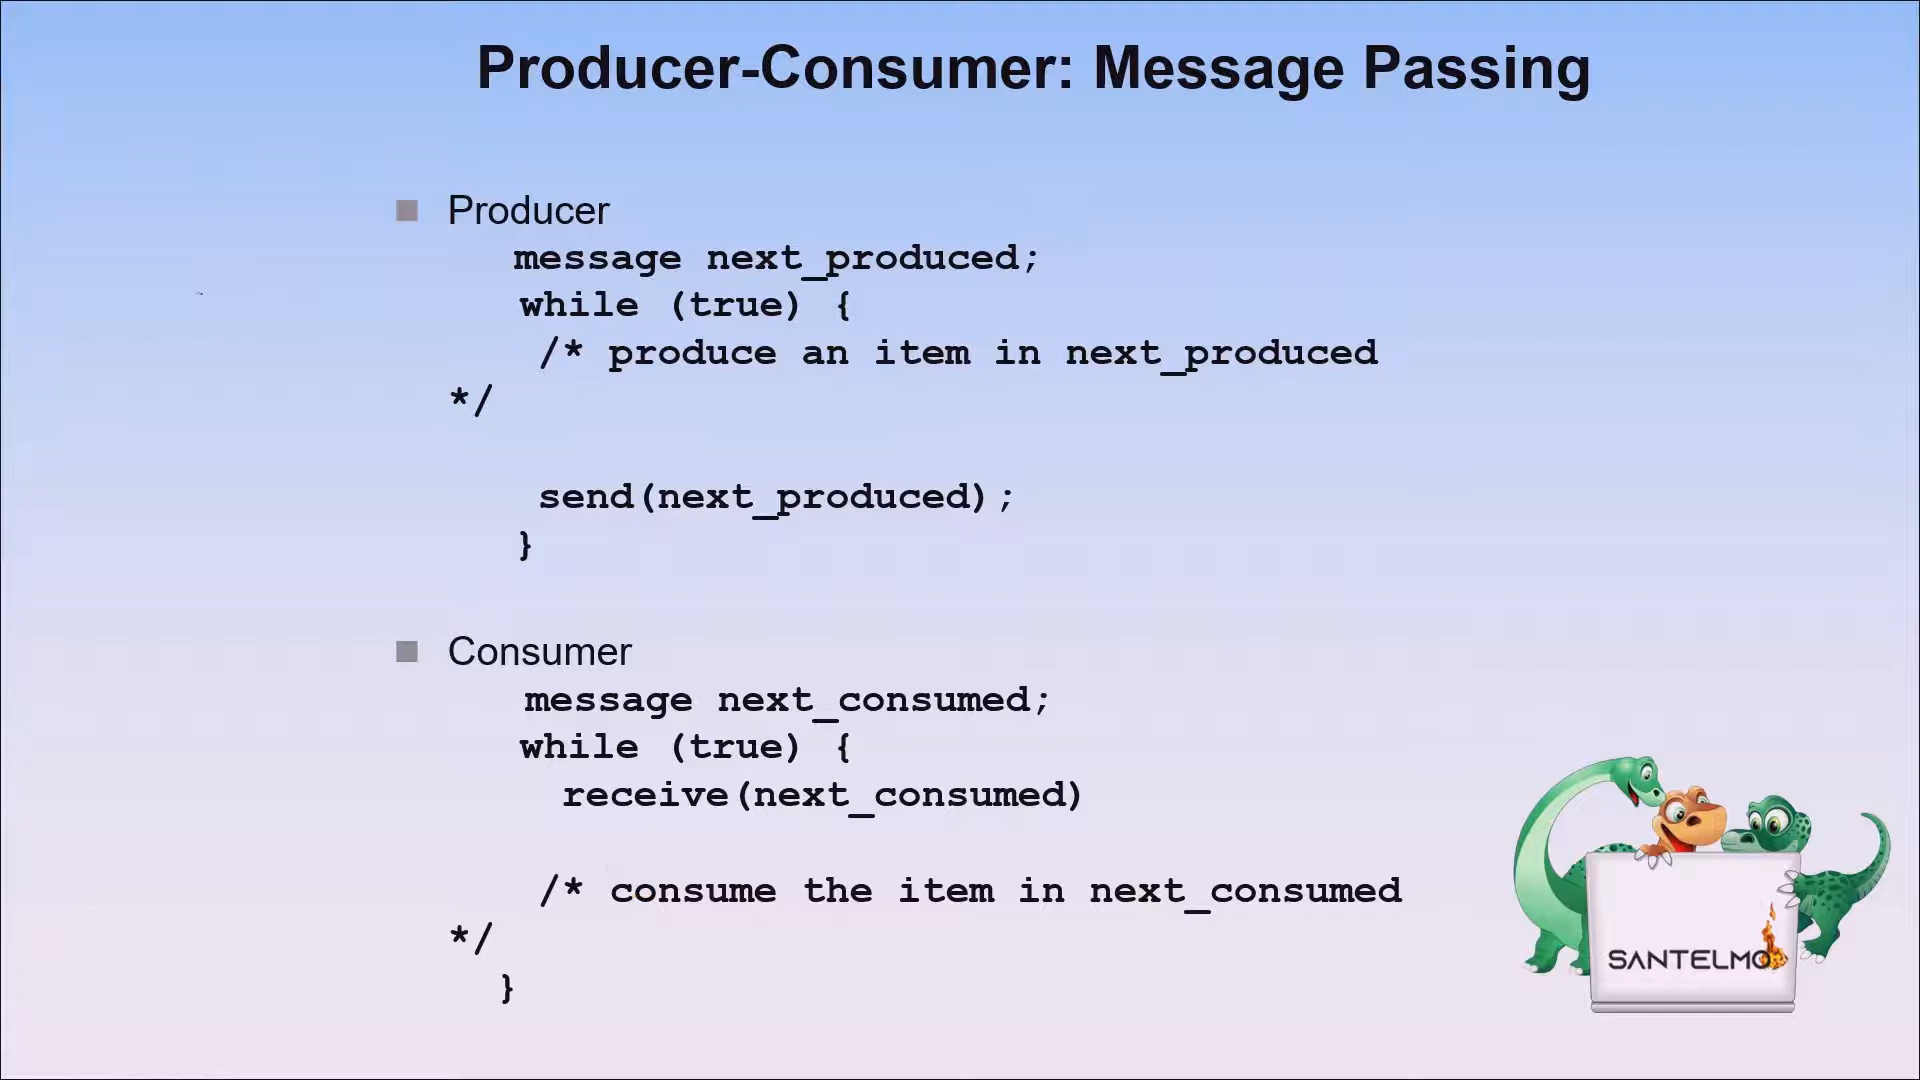 Producer-Consumer: Message Passing
Producer
message next_produced;
while (true) {
/* produce an item in next_produced
*/
send(next_produced);
}
Consumer
message next_consumed;
while (true) {
receive(next_consumed)
/* consume the item in next_consumed
*/
}
SANTELMO